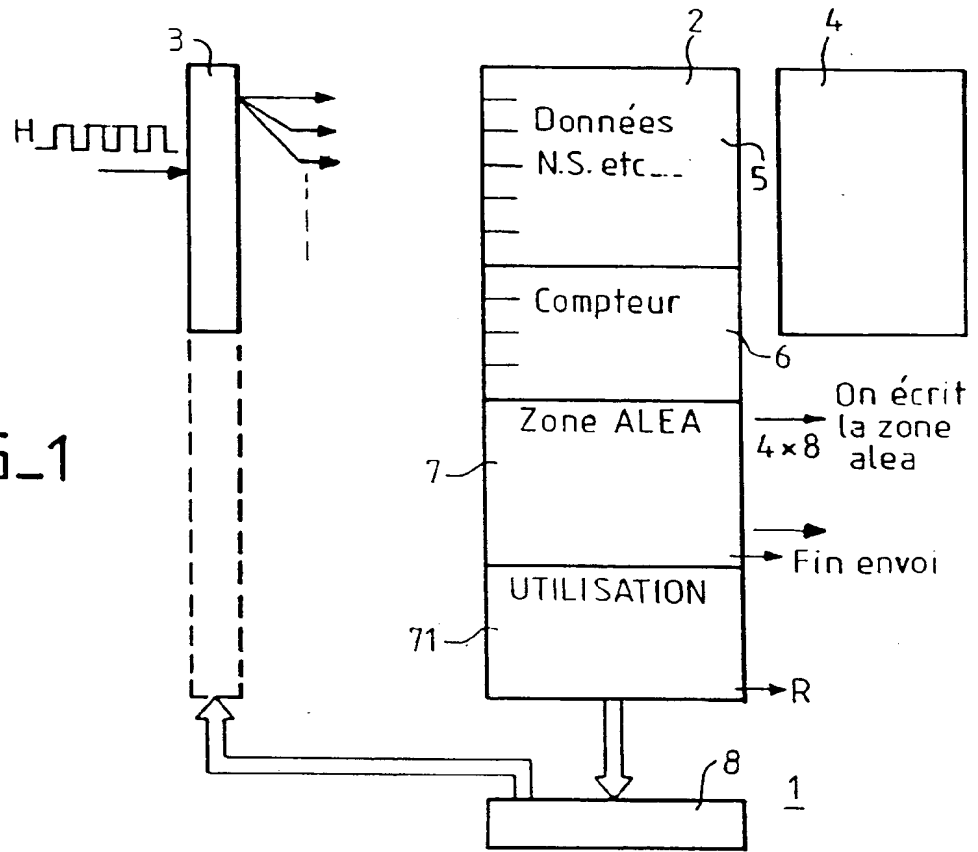 3
2
4
H
Données
N.S. etc...
5
Compteur
6
Zone ALEA
7
4×8
On écrit
la zone
alea
Fin envoi
UTILISATION
71
R
8
1
G_1